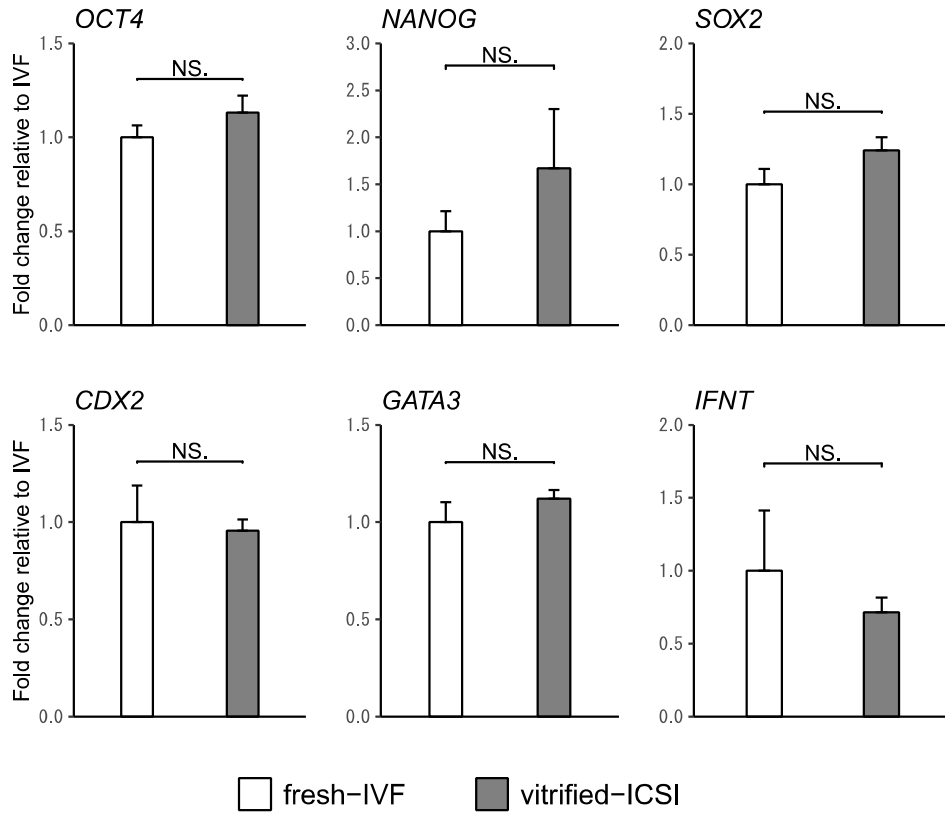 OCT4
NANOG
SOX2
Fold change relative to IVF
1.5
1.0
0.5
0.0
NS.
3.0
2.5
2.0
1.5
1.0
0.5
0.0
NS.
2.0
1.5
1.0
0.5
0.0
NS.
CDX2
GATA3
IFNT
Fold change relative to IVF
1.5
1.0
0.5
0.0
NS.
1.5
1.0
0.5
0.0
NS.
2.0
1.5
1.0
0.5
0.0
NS.
fresh−IVF
vitrified−ICSI